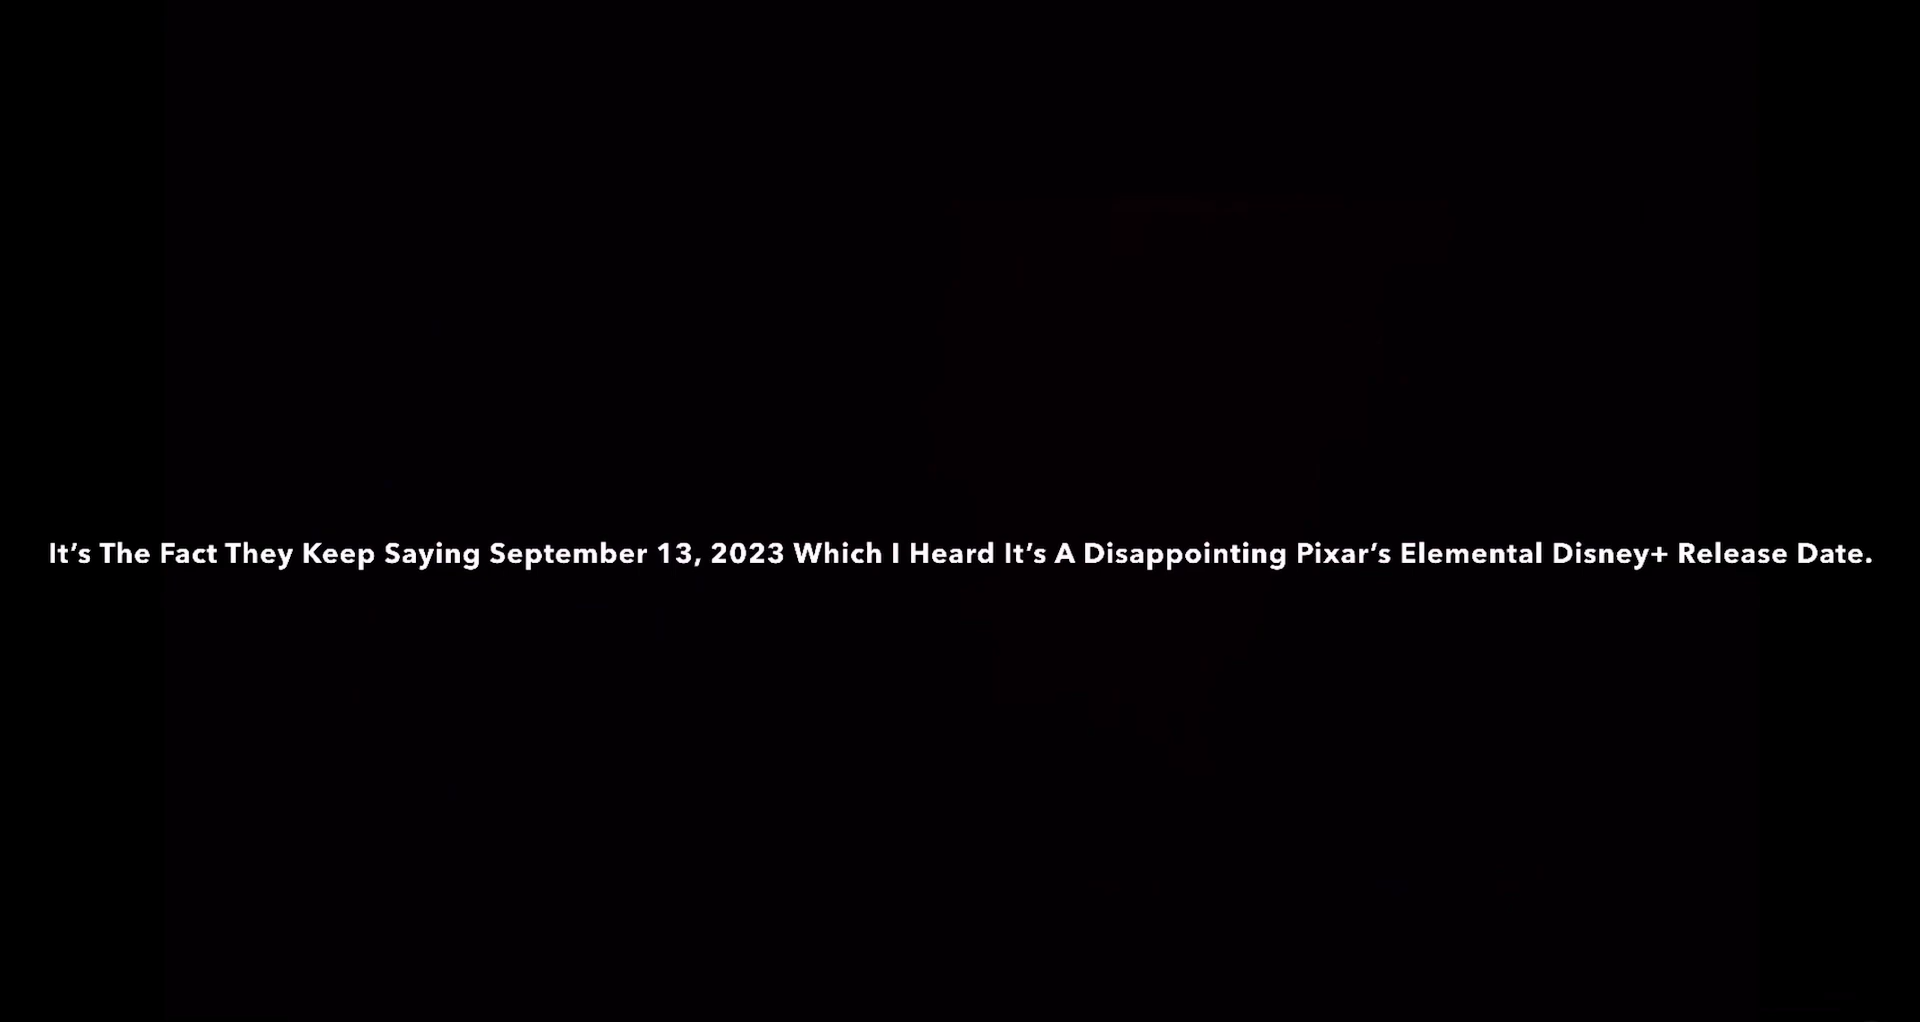 It’s The Fact They Keep Saying September 13, 2023 Which I Heard It’s A Disappointing Pixar’s Elemental Disney+ Release Date.